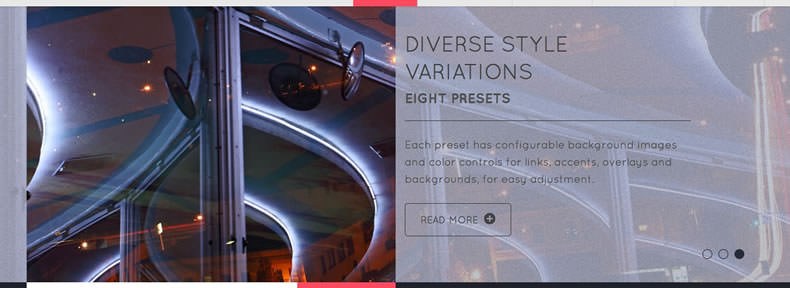 DIVERSE STYLE
VARIATIONS
EIGHT PRESETS
Each preset has configurable background images
and color controls for links, accents, overlays and
backgrounds, for easy adjustment.
READ MORE